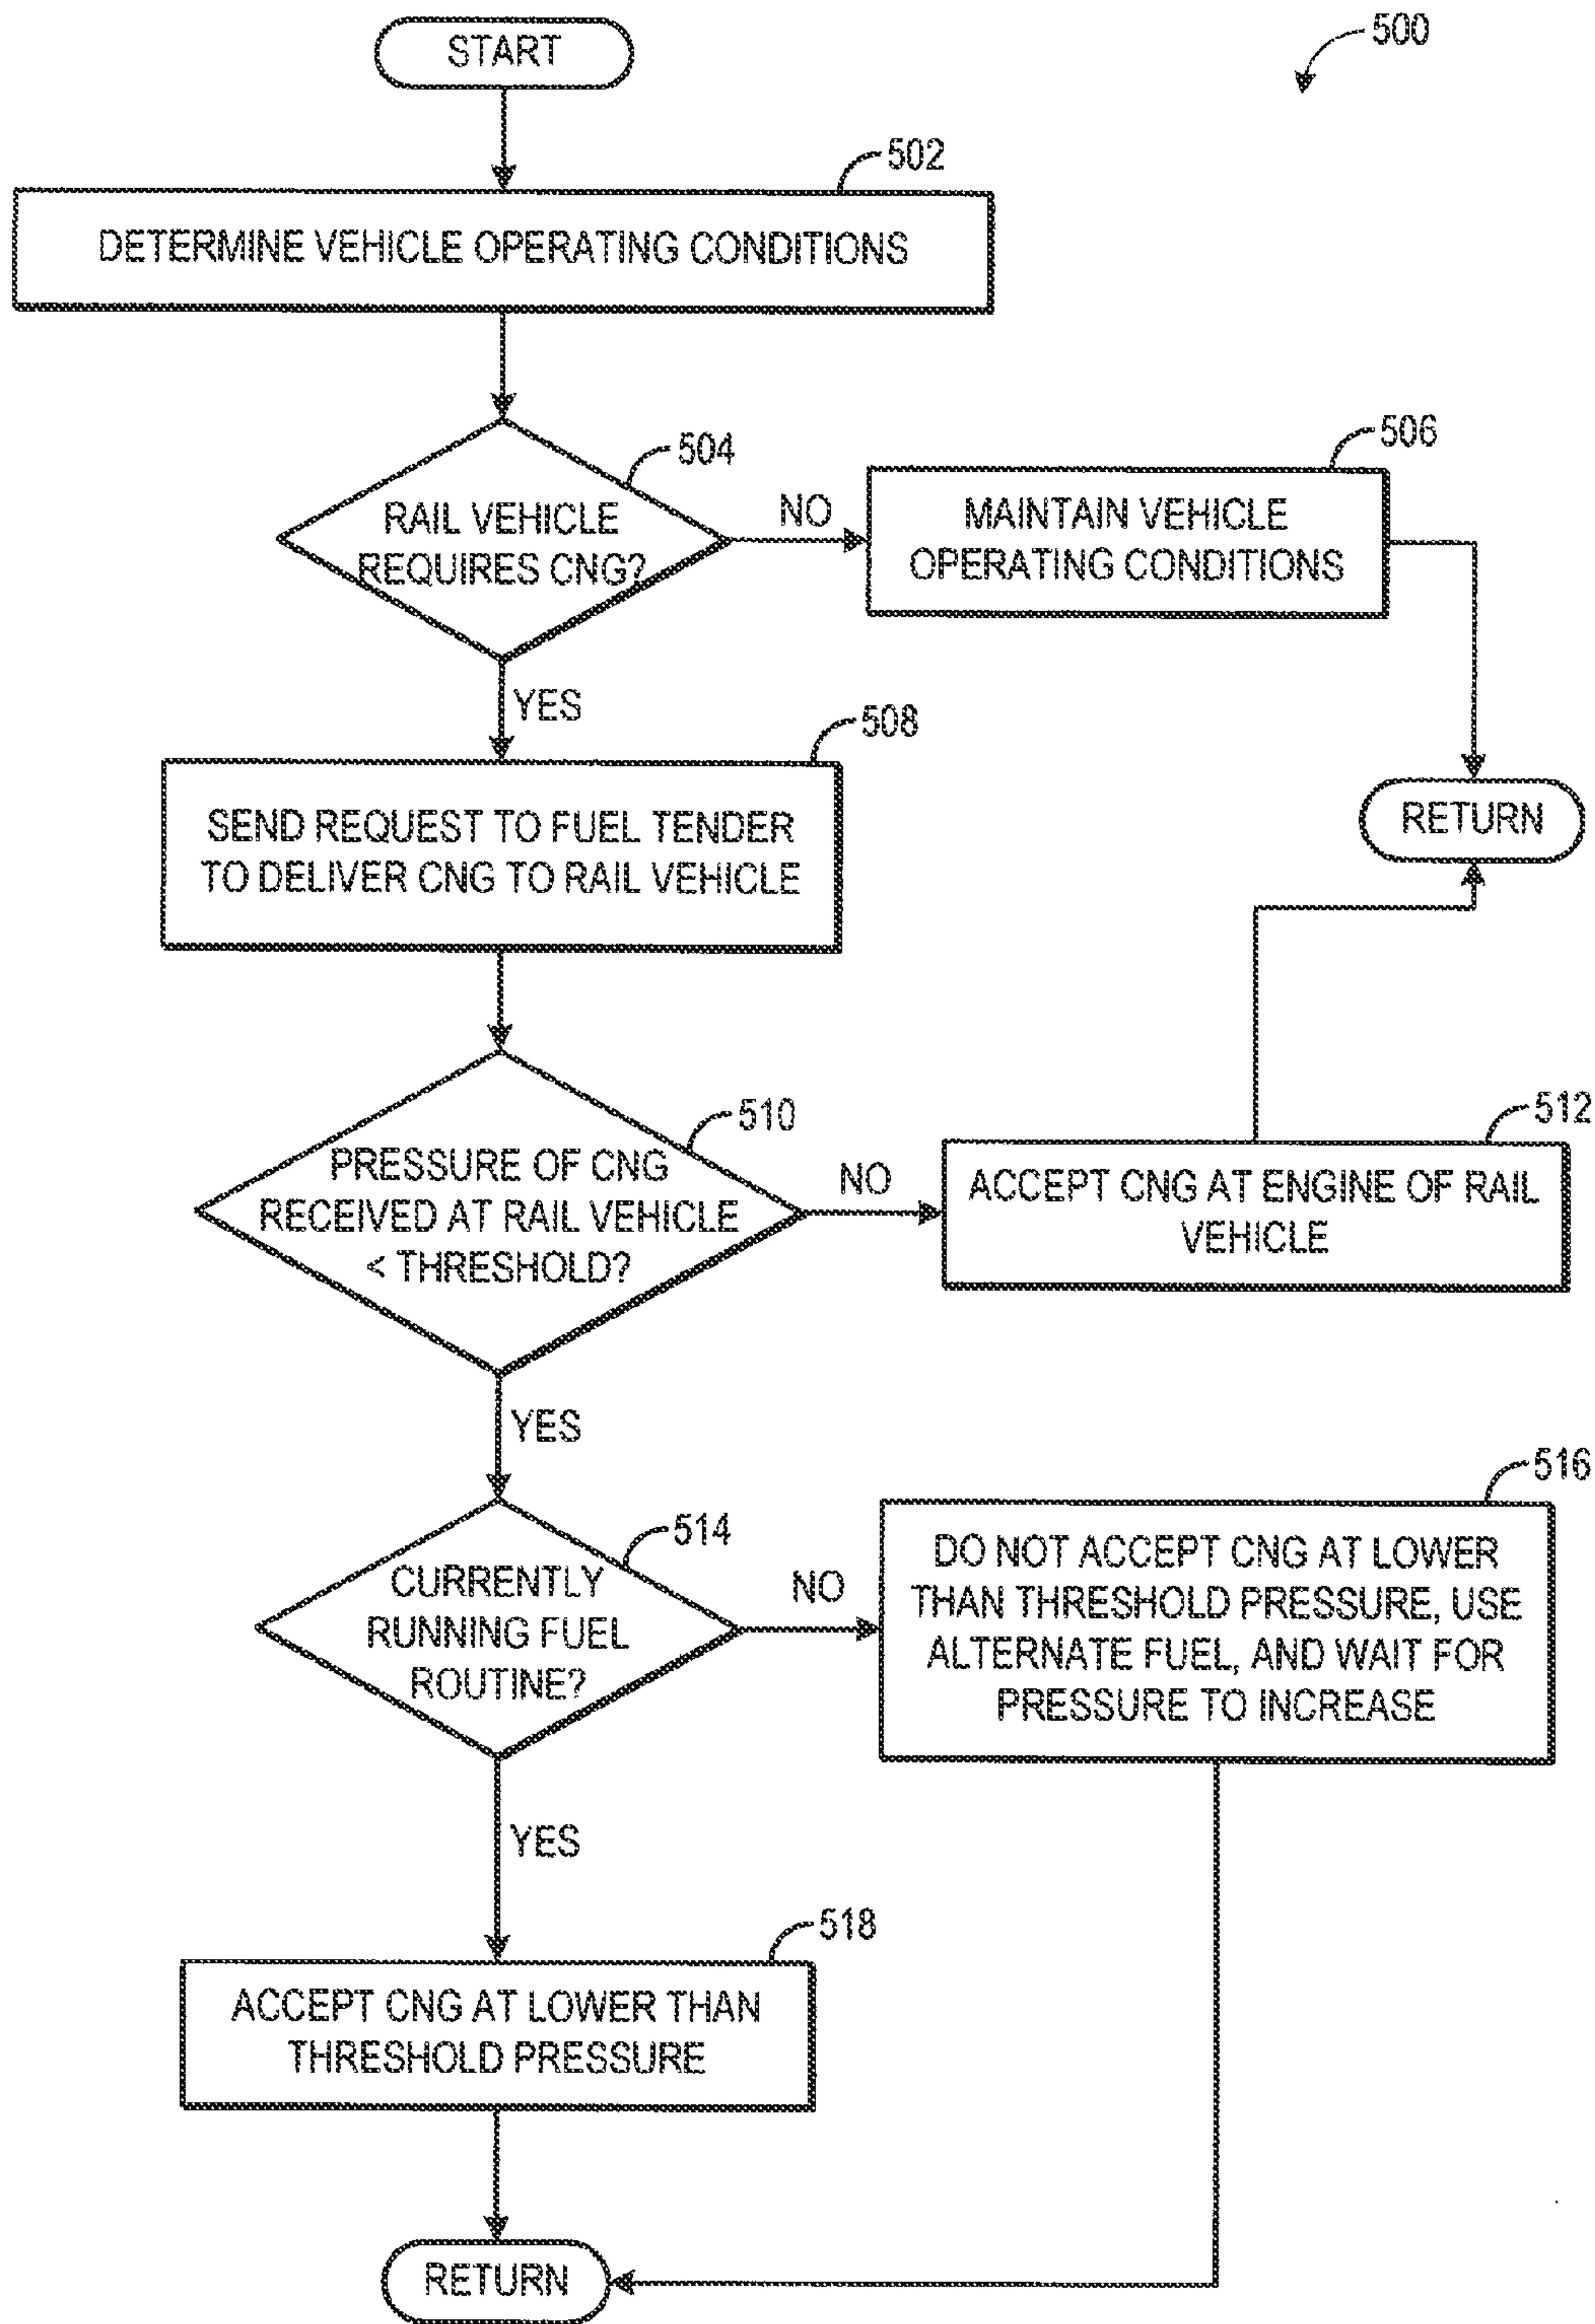 START
500
502
DETERMINE VEHICLE OPERATING CONDITIONS
504
RAIL VEHICLE
REQUIRES CNG?
NO
506
MAINTAIN VEHICLE
OPERATING CONDITIONS
YES
RETURN
508
SEND REQUEST TO FUEL TENDER
TO DELIVER CNG TO RAIL VEHICLE
510
PRESSURE OF CNG
RECEIVED AT RAIL VEHICLE
< THRESHOLD?
NO
512
ACCEPT CNG AT ENGINE OF RAIL
VEHICLE
YES
514
CURRENTLY
RUNNING FUEL
ROUTINE?
NO
516
DO NOT ACCEPT CNG AT LOWER
THAN THRESHOLD PRESSURE, USE
ALTERNATE FUEL, AND WAIT FOR
PRESSURE TO INCREASE
YES
518
ACCEPT CNG AT LOWER THAN
THRESHOLD PRESSURE
RETURN